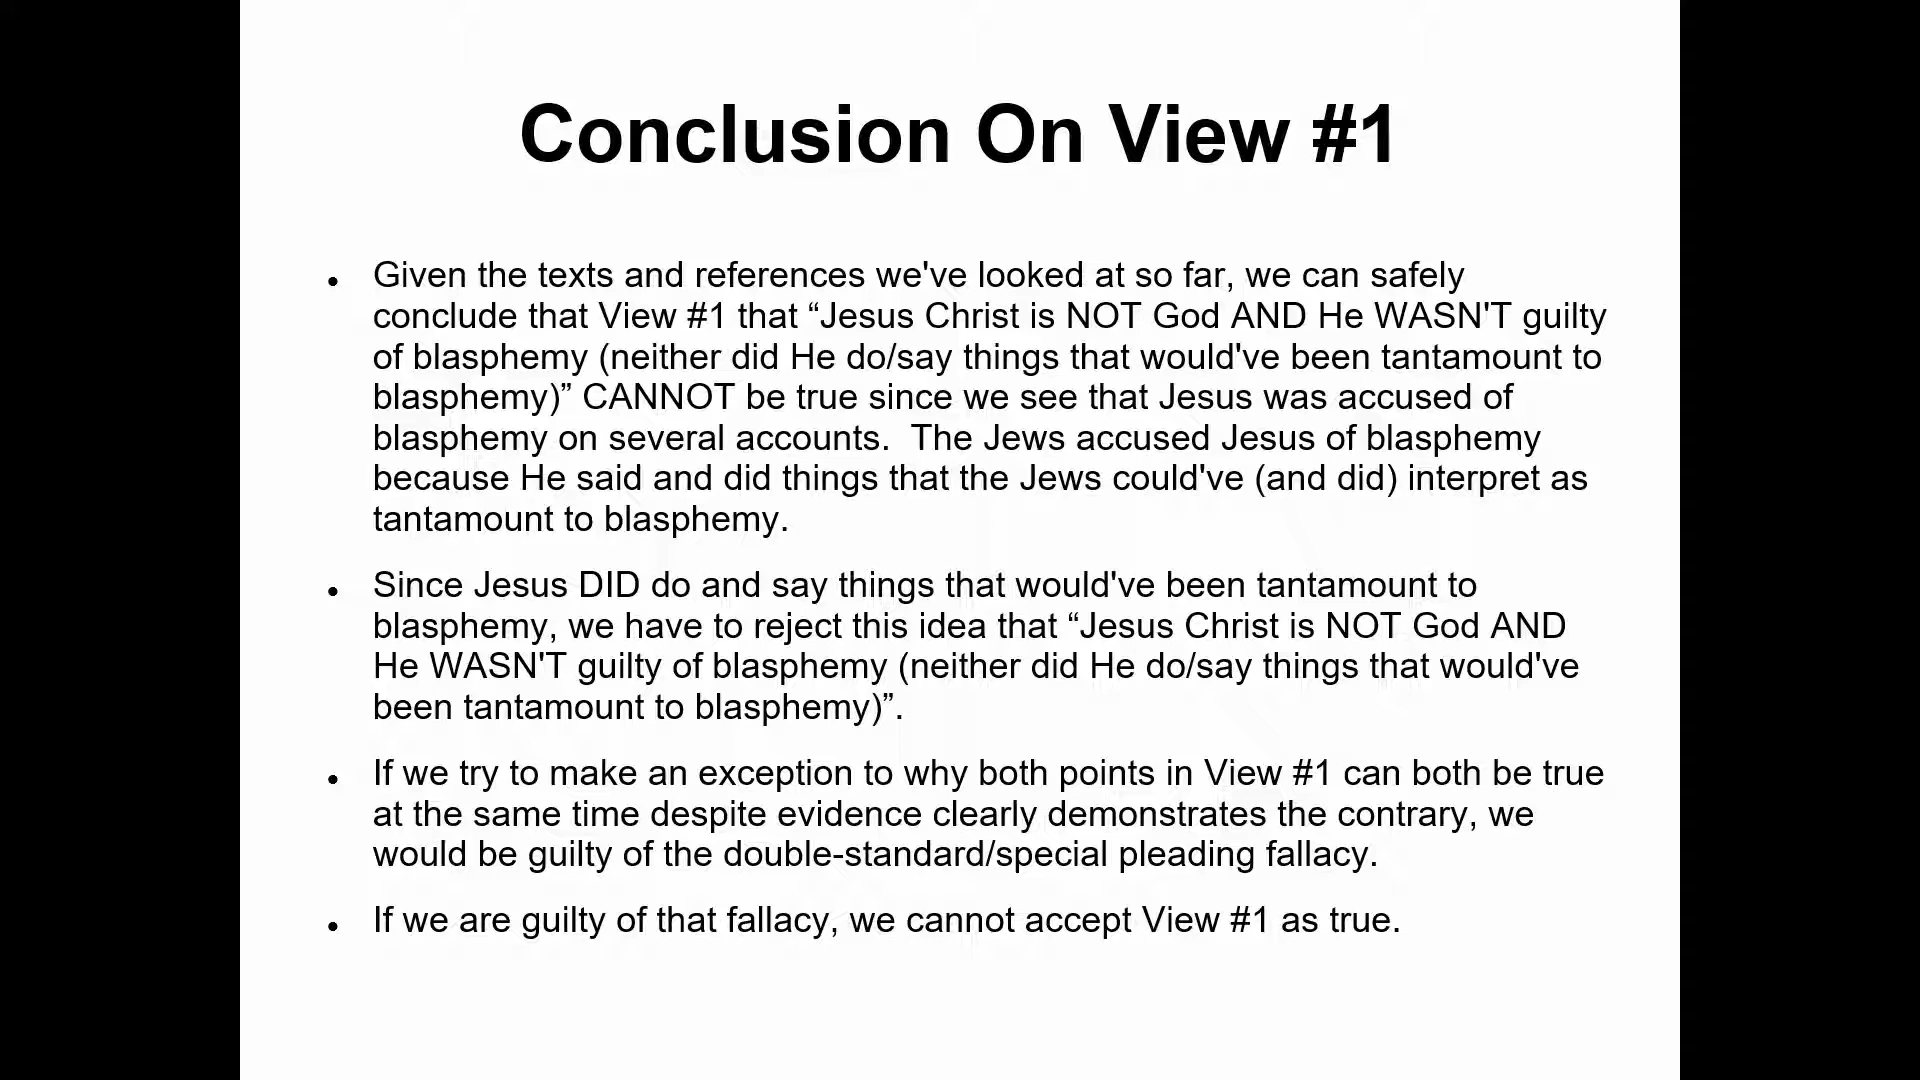 Conclusion On View #1
• Given the texts and references we've looked at so far, we can safely
conclude that View #1 that “Jesus Christ is NOT God AND He WASN'T guilty
of blasphemy (neither did He do/say things that would've been tantamount to
blasphemy)” CANNOT be true since we see that Jesus was accused of
blasphemy on several accounts.  The Jews accused Jesus of blasphemy
because He said and did things that the Jews could've (and did) interpret as
tantamount to blasphemy.
• Since Jesus DID do and say things that would've been tantamount to
blasphemy, we have to reject this idea that “Jesus Christ is NOT God AND
He WASN'T guilty of blasphemy (neither did He do/say things that would've
been tantamount to blasphemy)”.
• If we try to make an exception to why both points in View #1 can both be true
at the same time despite evidence clearly demonstrates the contrary, we
would be guilty of the double-standard/special pleading fallacy.
• If we are guilty of that fallacy, we cannot accept View #1 as true.